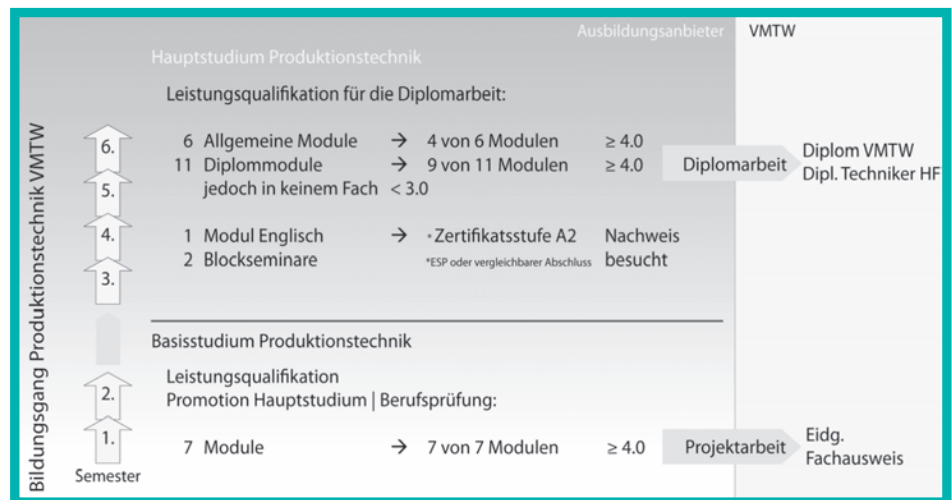 Ausbildungsanbieter VMTW
Hauptstudium Produktionstechnik
Leistungsqualifikation für die Diplomarbeit:
6 Allgemeine Module → 4 von 6 Modulen ≥ 4.0
11 Diplommodule → 9 von 11 Modulen ≥ 4.0
jedoch in keinem Fach < 3.0
Diplomarbeit
Diplom VMTW
Dipl. Techniker HF
1 Modul Englisch → *Zertifikatsstufe A2 Nachweis
2 Blockseminare *ESP oder vergleichbarer Abschluss besucht
Basisstudium Produktionstechnik
Leistungsqualifikation
Promotion Hauptstudium | Berufsprüfung:
7 Module → 7 von 7 Modulen ≥ 4.0
Projektarbeit
Eidg.
Fachausweis
6.
5.
4.
3.
2.
1.
Semester
Bildungsgang Produktionstechnik VMTW